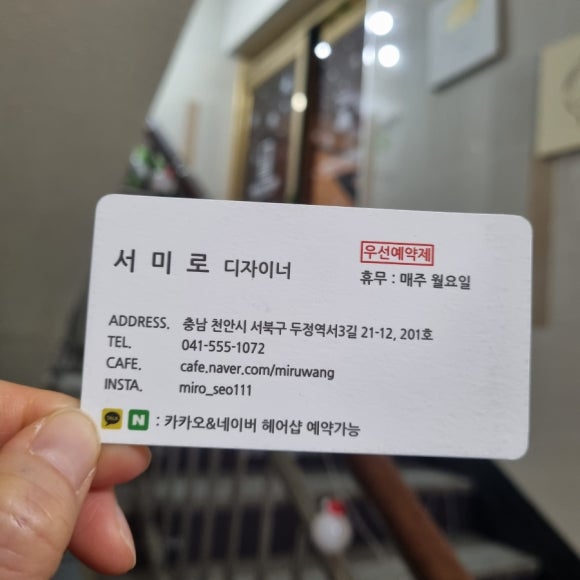 서 미 로 디자이너
우선예약제
휴무 : 매주 월요일
ADDRESS. 충남 천안시 서북구 두정역서3길 21-12, 201호
TEL. 041-555-1072
CAFE. cafe.naver.com/miruwang
INSTA. miro_seo111
TALK N : 카카오&네이버 헤어샵 예약가능